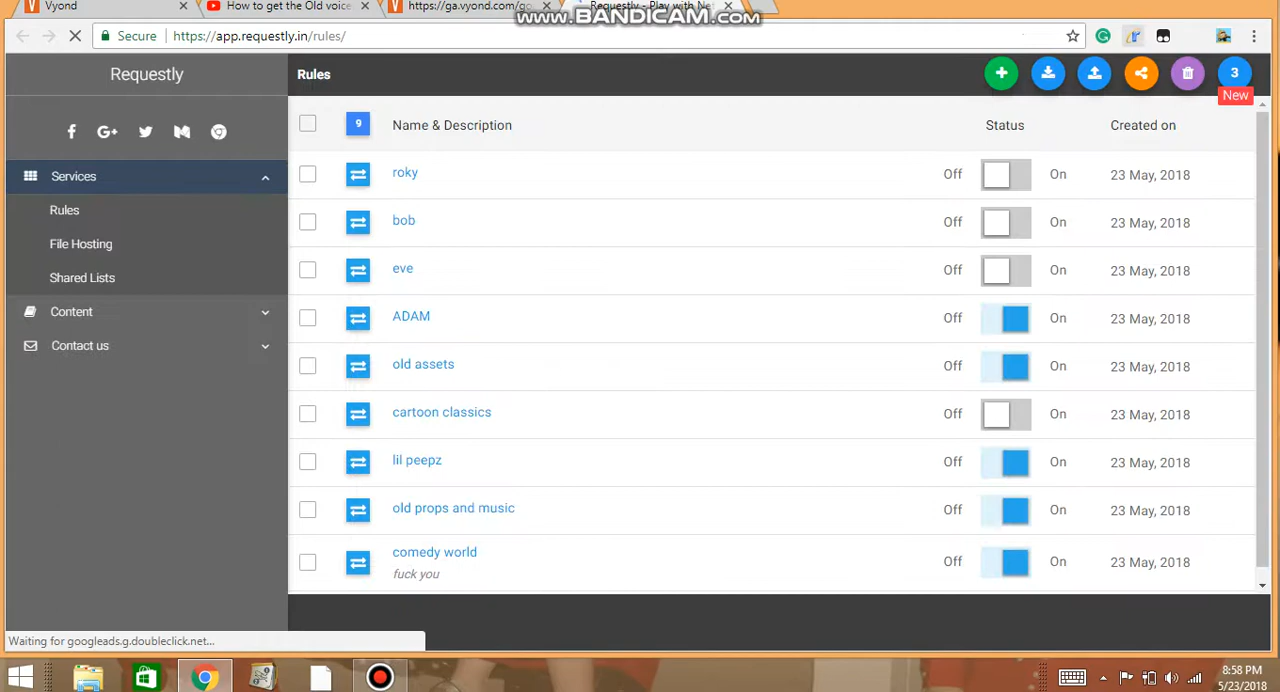 Vyond
How to get the Old voice
https://ga.vyond.com/go
Requestly - Play with Ne
www.BANDICAM.com
Secure
https://app.requestly.in/rules/
Requestly
Rules
3
New
9
Name & Description
Status
Created on
Services
Rules
File Hosting
Shared Lists
Content
Contact us
roky
Off
On
23 May, 2018
bob
Off
On
23 May, 2018
eve
Off
On
23 May, 2018
ADAM
Off
On
23 May, 2018
old assets
Off
On
23 May, 2018
cartoon classics
Off
On
23 May, 2018
lil peepz
Off
On
23 May, 2018
old props and music
Off
On
23 May, 2018
comedy world
fuck you
Off
On
23 May, 2018
Waiting for googleads.g.doubleclick.net...
8:58 PM
5/23/2018